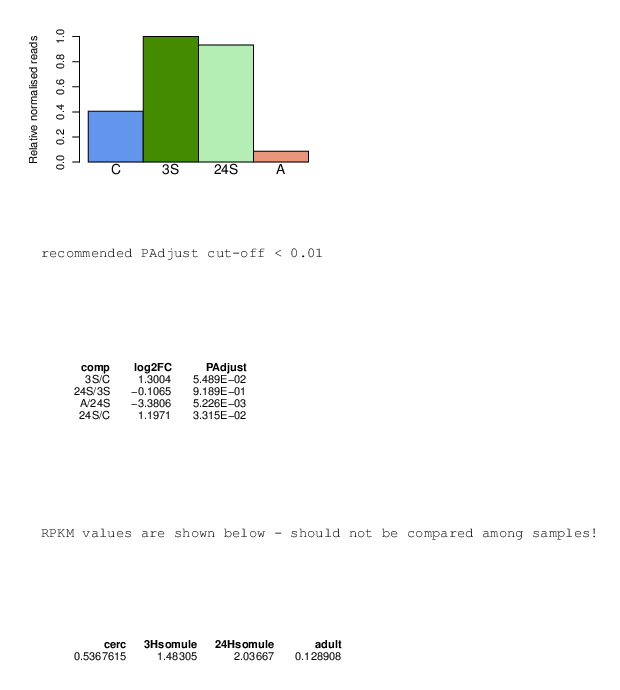 Relative normalised reads
1.0
0.8
0.6
0.4
0.2
0.0
C 3S 24S A
recommended PAdjust cut-off < 0.01
comp log2FC PAdjust
3S/C 1.3004 5.489E−02
24S/3S −0.1065 9.189E−01
A/24S −3.3806 5.226E−03
24S/C 1.1971 3.315E−02
RPKM values are shown below - should not be compared among samples!
cerc 3Hsomule 24Hsomule adult
0.5367615 1.48305 2.03667 0.128908